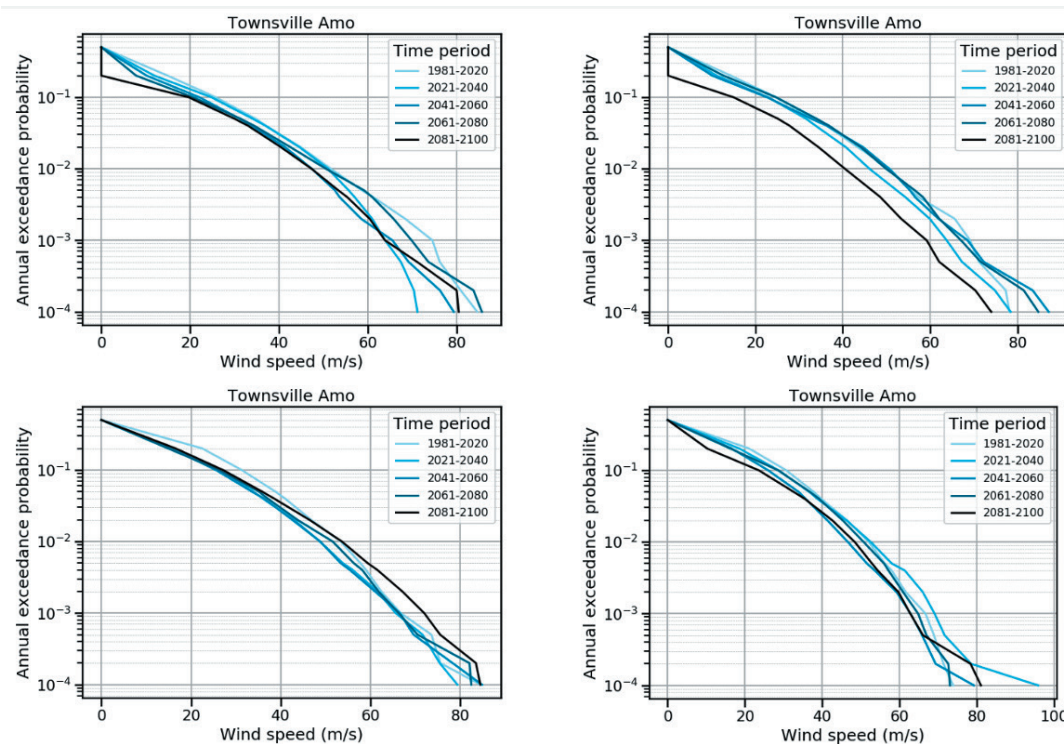 Townsville Amo
Annual exceedance probability
10⁻¹
10⁻²
10⁻³
10⁻⁴
Time period
1981-2020
2021-2040
2041-2060
2061-2080
2081-2100
0 20 40 60 80
Wind speed (m/s)
Townsville Amo
Annual exceedance probability
10⁻¹
10⁻²
10⁻³
10⁻⁴
Time period
1981-2020
2021-2040
2041-2060
2061-2080
2081-2100
0 20 40 60 80
Wind speed (m/s)
Townsville Amo
Annual exceedance probability
10⁻¹
10⁻²
10⁻³
10⁻⁴
Time period
1981-2020
2021-2040
2041-2060
2061-2080
2081-2100
0 20 40 60 80
Wind speed (m/s)
Townsville Amo
Annual exceedance probability
10⁻¹
10⁻²
10⁻³
10⁻⁴
Time period
1981-2020
2021-2040
2041-2060
2061-2080
2081-2100
0 20 40 60 80 100
Wind speed (m/s)